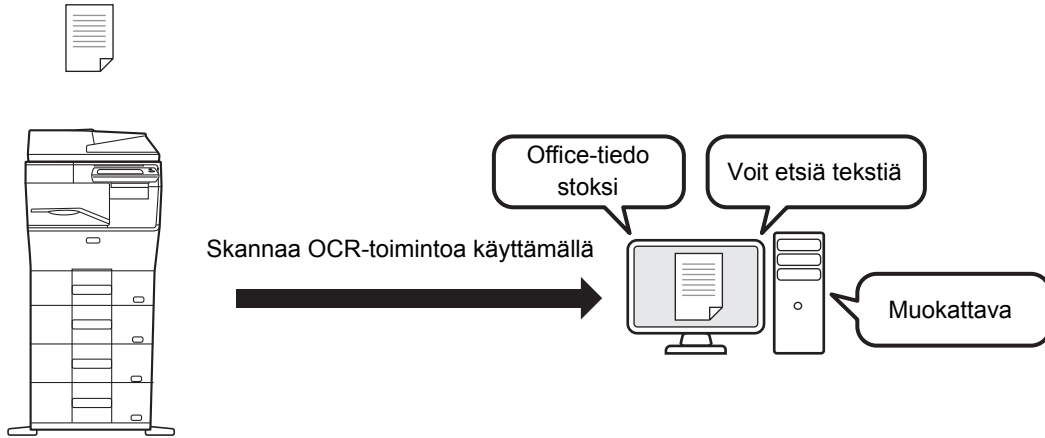 Office-tiedo
stoksi
Voit etsiä tekstiä
Skannaa OCR-toimintoa käyttämällä
Muokattava